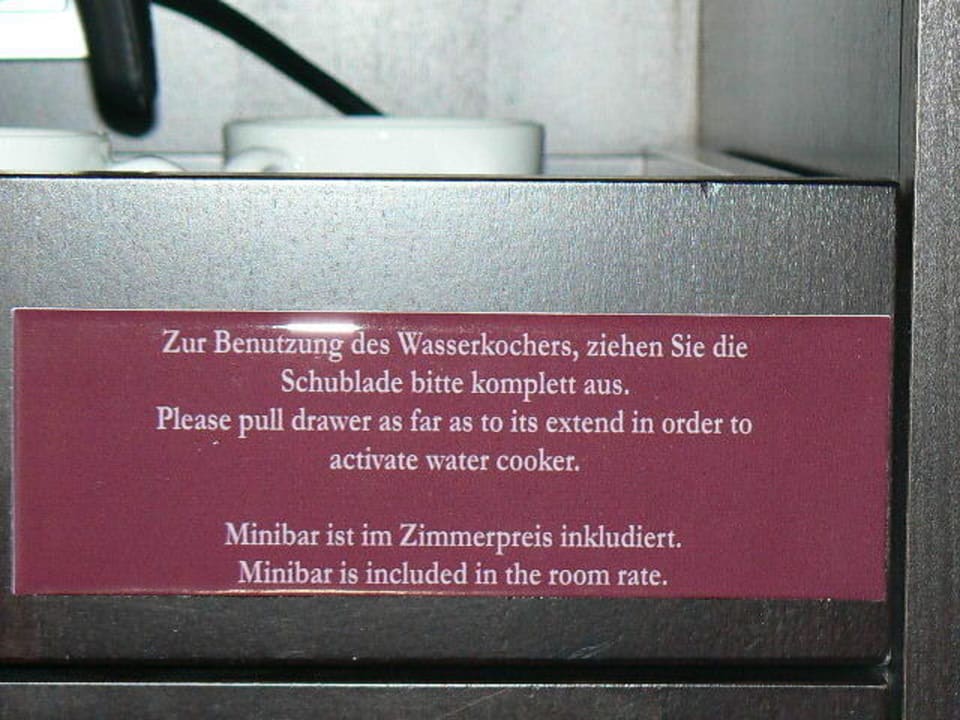 Zur Benutzung des Wasserkochers, ziehen Sie die
Schublade bitte komplett aus.
Please pull drawer as far as to its extend in order to
activate water cooker.
Minibar ist im Zimmerpreis inkludiert.
Minibar is included in the room rate.